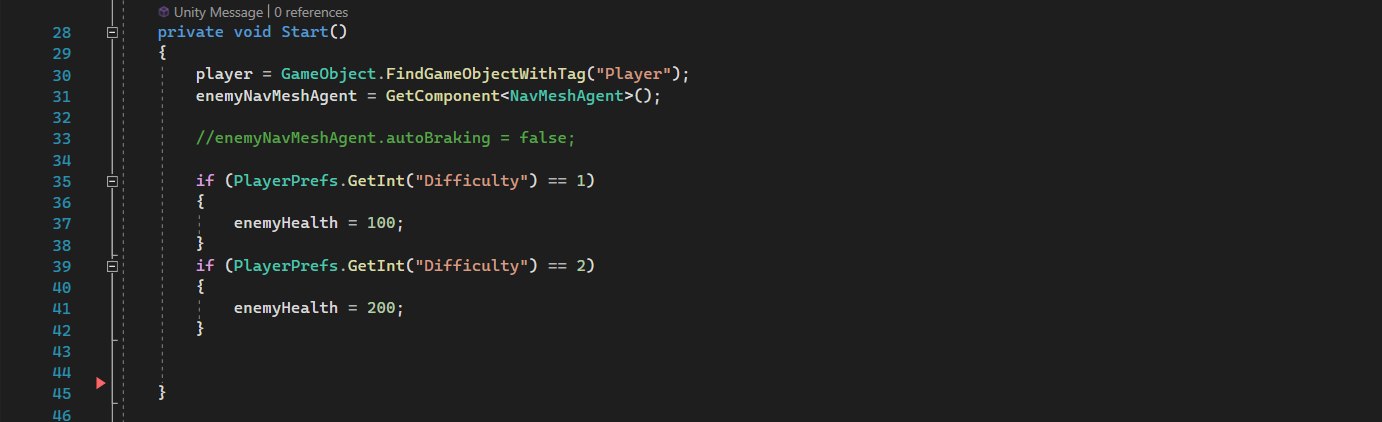 Unity Message | 0 references
28 private void Start()
29 {
30 player = GameObject.FindGameObjectWithTag("Player");
31 enemyNavMeshAgent = GetComponent<NavMeshAgent>();
32
33 //enemyNavMeshAgent.autoBraking = false;
34
35 if (PlayerPrefs.GetInt("Difficulty") == 1)
36 {
37 enemyHealth = 100;
38 }
39 if (PlayerPrefs.GetInt("Difficulty") == 2)
40 {
41 enemyHealth = 200;
42 }
43
44
45 }
46